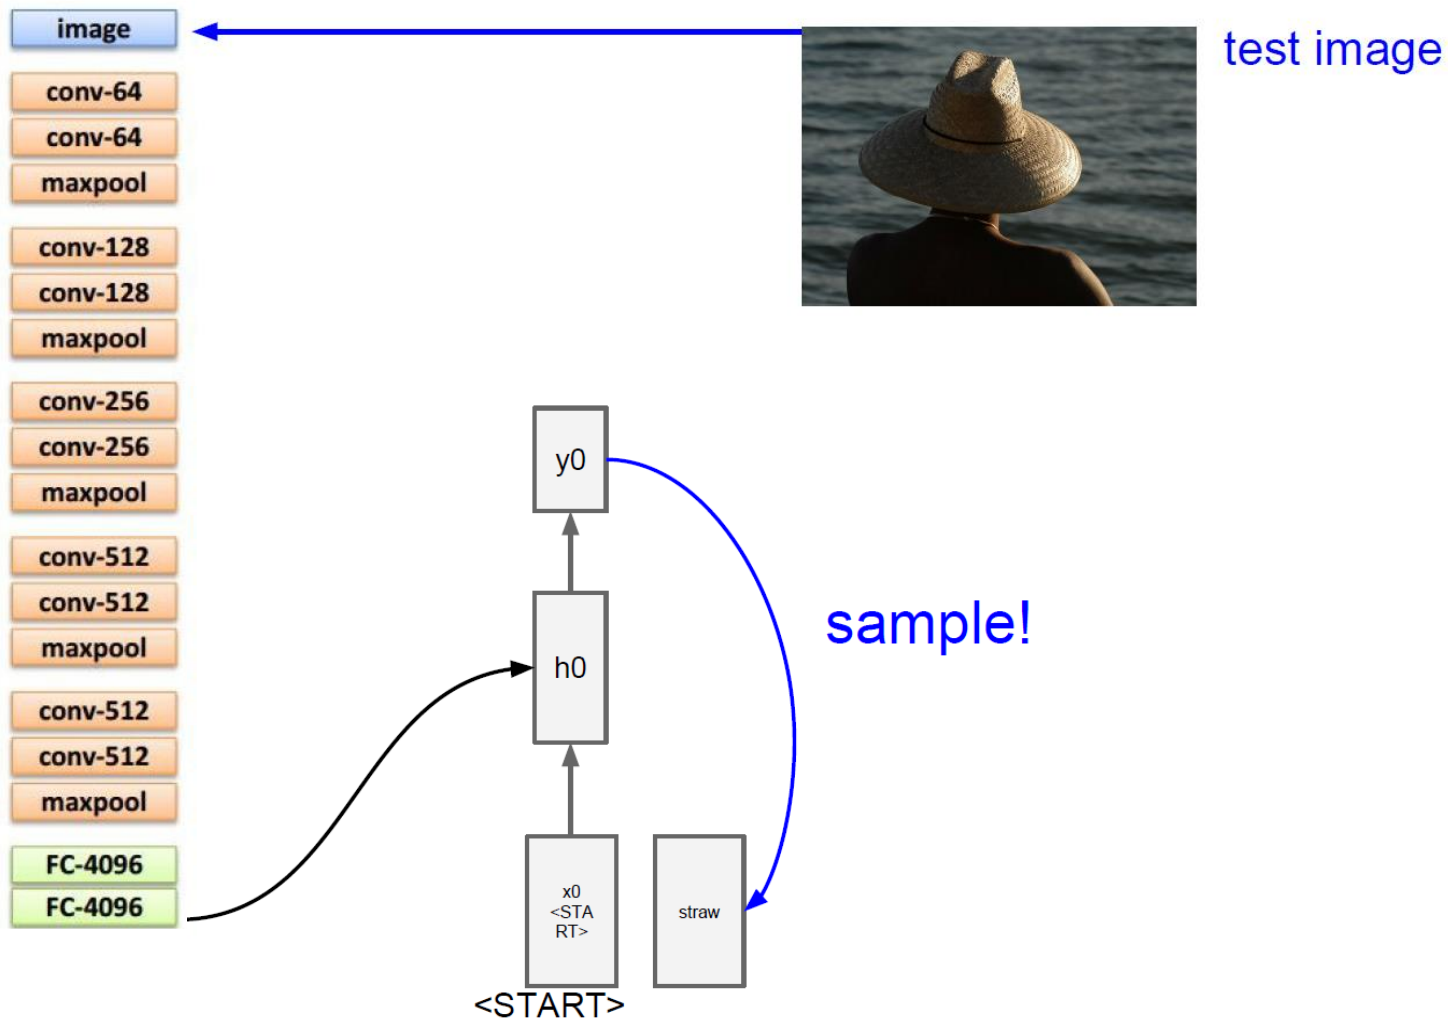 image
test image
conv-64
conv-64
maxpool
conv-128
conv-128
maxpool
conv-256
conv-256
maxpool
conv-512
conv-512
maxpool
conv-512
conv-512
maxpool
FC-4096
FC-4096
y0
sample!
h0
x0
<STA
RT>
straw
<START>